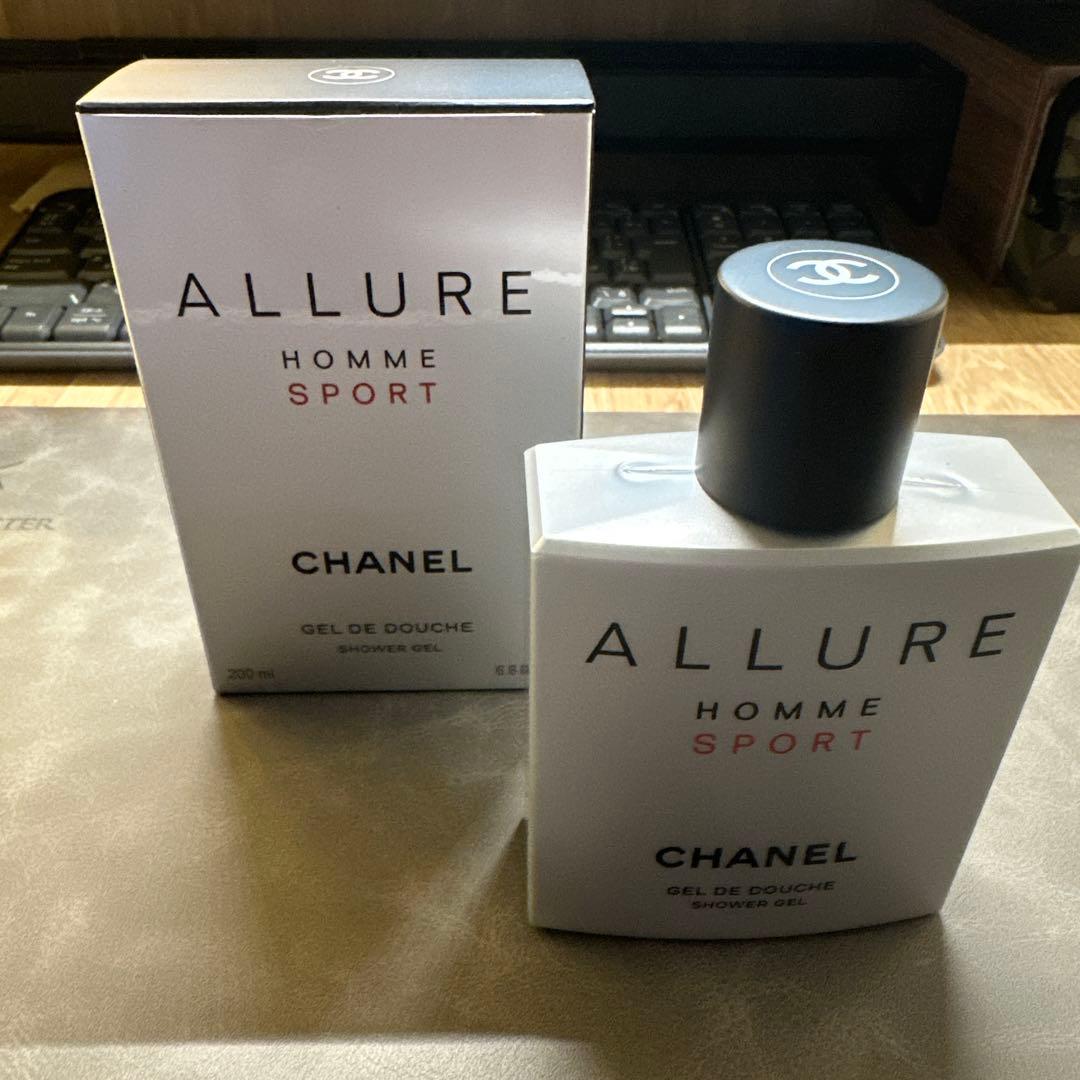 ALLURE
HOMME
SPORT
CHANEL
GEL DE DOUCHE
SHOWER GEL
200 ml
ALLURE
HOMME
SPORT
CHANEL
GEL DE DOUCHE
SHOWER GEL